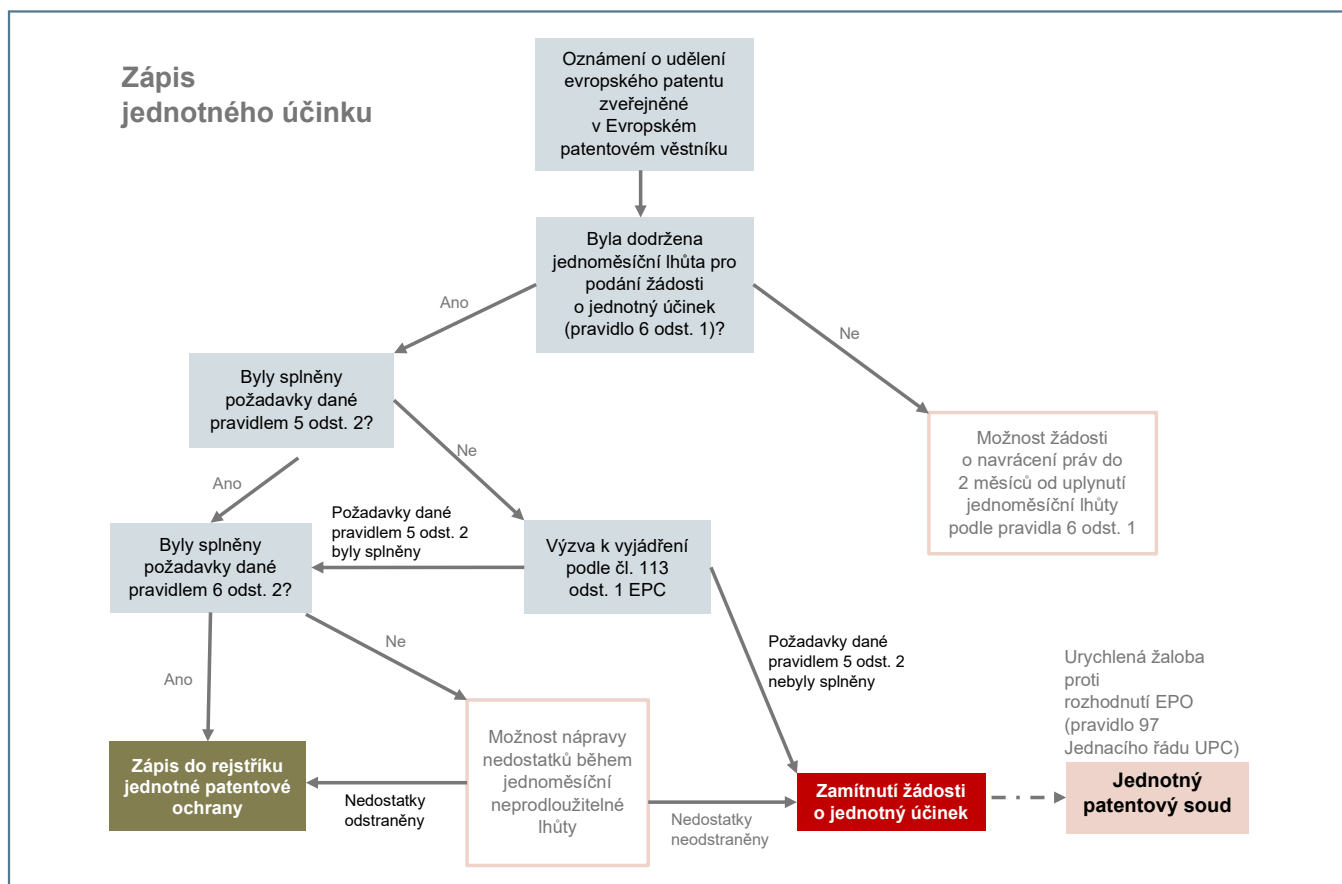 Zápis
jednotného účinku
Oznámení o udělení
evropského patentu
zveřejněné
v Evropském
patentovém věstníku
Byla dodržena
jednoměsíční lhůta pro
podání žádosti
o jednotný účinek
(pravidlo 6 odst. 1)?
Ano
Ne
Byly splněny
požadavky dané
pravidlem 5 odst. 2?
Možnost žádosti
o navrácení práv do
2 měsíců od uplynutí
jednoměsíční lhůty
podle pravidla 6 odst. 1
Ano
Ne
Požadavky dané
pravidlem 5 odst. 2
byly splněny
Byly splněny
požadavky dané
pravidlem 6 odst. 2?
Výzva k vyjádření
podle čl. 113
odst. 1 EPC
Ano
Ne
Požadavky dané
pravidlem 5 odst. 2
nebyly splněny
Urychlená žaloba
proti
rozhodnutí EPO
(pravidlo 97
Jednacího řádu UPC)
Zápis do rejstříku
jednotné patentové
ochrany
Nedostatky
odstraněny
Možnost nápravy
nedostatků během
jednoměsíční
neprodloužitelné
lhůty
Nedostatky
neodstraněny
Zamítnutí žádosti
o jednotný účinek
Jednotný
patentový soud